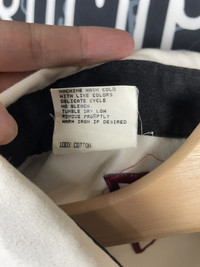 MACHINE WASH COLD
WITH LIKE COLORS
DELICATE CYCLE
NO BLEACH
TUMBLE DRY LOW
REMOVE PROMPTLY
WARM IRON IF DESIRED
100% COTTON